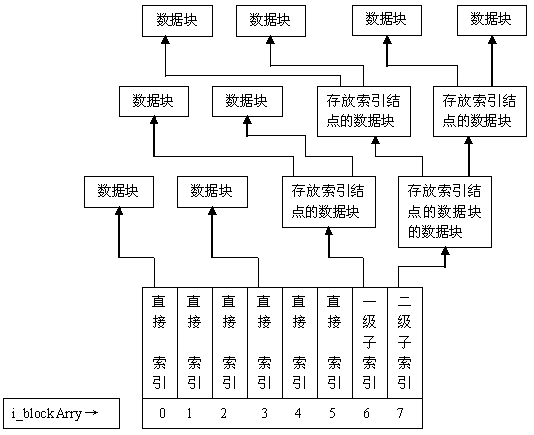 数据块
数据块
数据块
数据块
数据块
数据块
存放索引结
点的数据块
存放索引结
点的数据块
数据块
数据块
存放索引结
点的数据块
存放索引结
点的数据块
的数据块
直接 索引
直接 索引
直接 索引
直接 索引
直接 索引
直接 索引
一级子索引
二级子索引
i_blockArry→
0 1 2 3 4 5 6 7